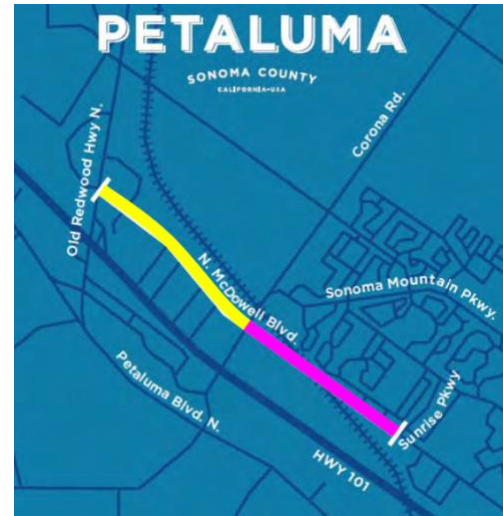 PETALUMA
SONOMA COUNTY
CALIFORNIA•USA
Old Redwood Hwy N.
Corona Rd.
N. McDowell Blvd.
Sonoma Mountain Pkwy.
Petaluma Blvd. N.
Sunrise Pkwy
HWY 101